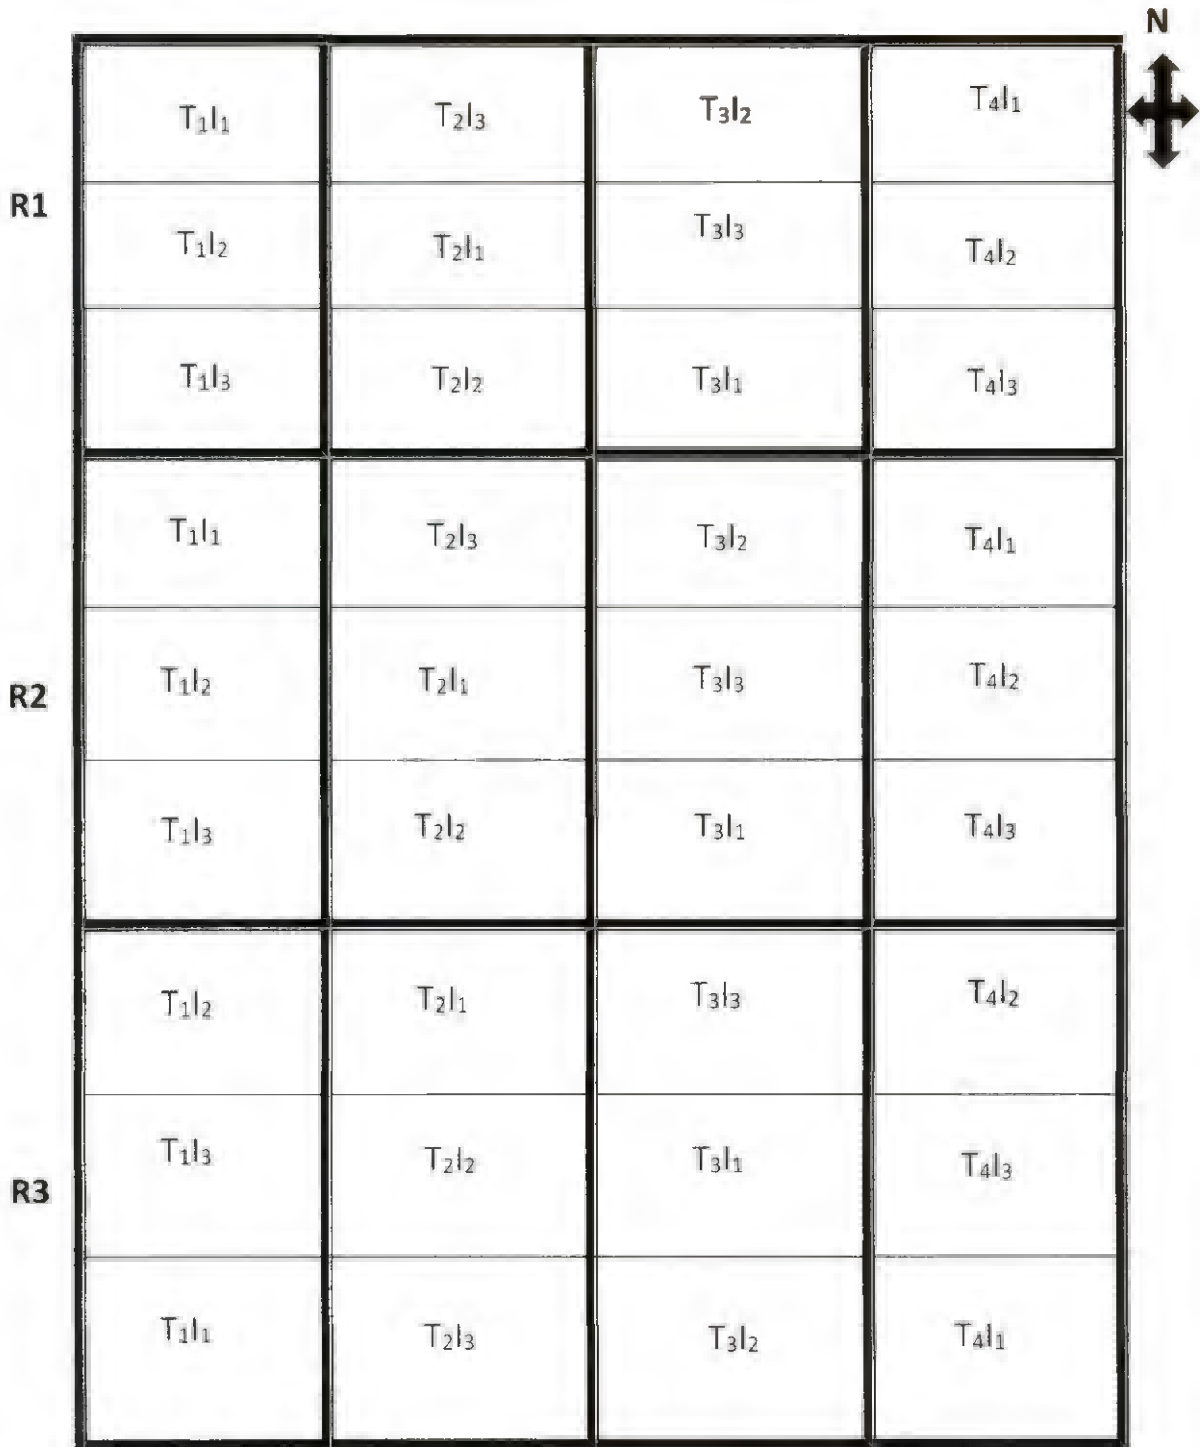 N
T₁I₁ T₂I₃ T₃I₂ T₄I₁
R1
T₁I₂ T₂I₁ T₃I₃ T₄I₂
T₁I₃ T₂I₂ T₃I₁ T₄I₃
T₁I₁ T₂I₃ T₃I₂ T₄I₁
R2
T₁I₂ T₂I₁ T₃I₃ T₄I₂
T₁I₃ T₂I₂ T₃I₁ T₄I₃
T₁I₂ T₂I₁ T₃I₃ T₄I₂
R3
T₁I₃ T₂I₂ T₃I₁ T₄I₃
T₁I₁ T₂I₃ T₃I₂ T₄I₁